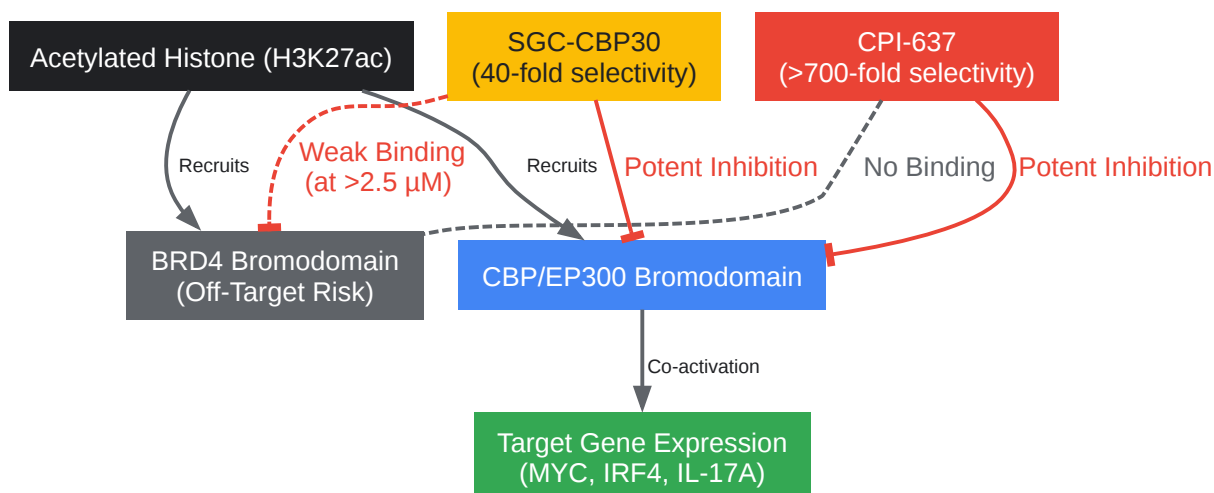 Acetylated Histone (H3K27ac)
SGC-CBP30
(40-fold selectivity)
CPI-637
(>700-fold selectivity)
Recruits
Weak Binding
(at >2.5 µM)
Recruits
Potent Inhibition
No Binding
Potent Inhibition
BRD4 Bromodomain
(Off-Target Risk)
CBP/EP300 Bromodomain
Co-activation
Target Gene Expression
(MYC, IRF4, IL-17A)